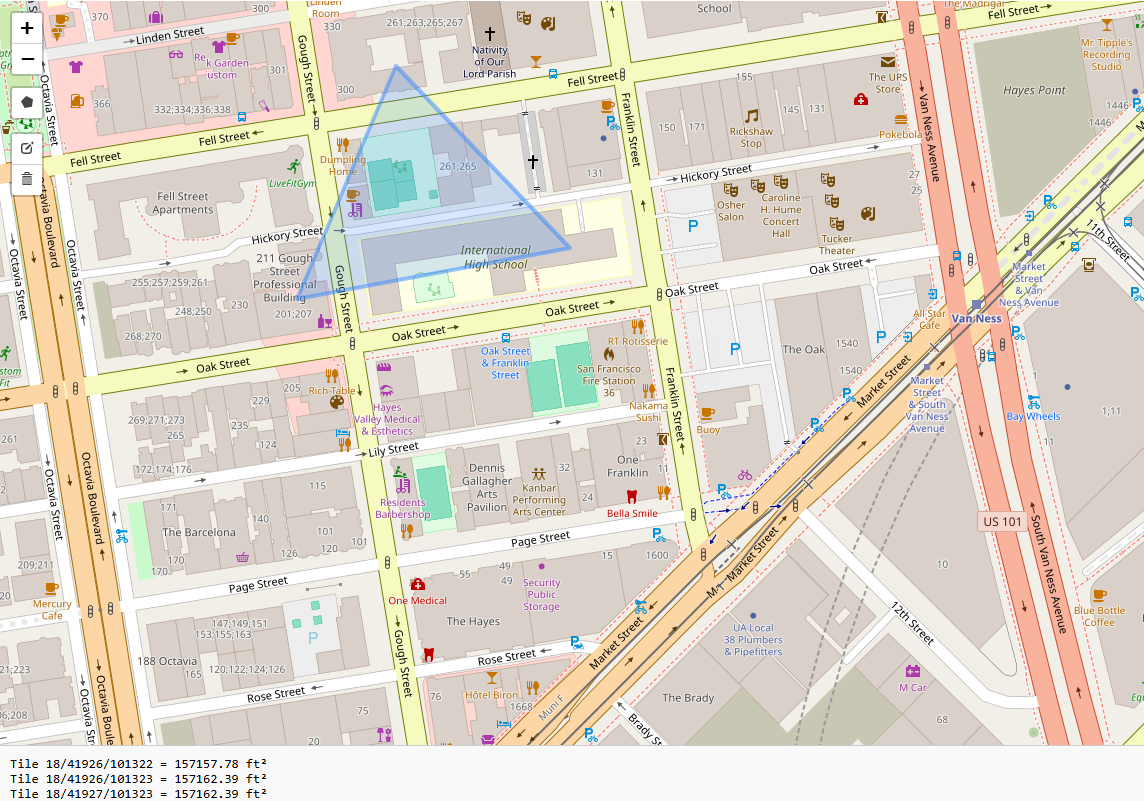 Linden Room
370
Linden Street
261;263;265;267
School
The Madrigal
Fell Street
Nativity of Our Lord Parish
Mr. Tipple's Recording Studio
+
−
Octavia Street
Garden
ustom
301
Gough Street
300
Fell Street
155
The UPS Store
Hayes Point
366
332;334;336;338
Franklin Street
Van Ness Avenue
1446
1446
Fell Street
Fell Street
Rickshaw Stop
145
131
150
171
Pokebola
Dumpling Home
261;265
131
LiveFitGym
Hickory Street
27
25
Fell Street Apartments
Osher Salon
Caroline H. Hume Concert Hall
Tucker Theater
11th Street
Octavia Boulevard
Octavia Street
Octavia Street
Hickory Street
International High School
211 Gough Street Professional Building
Gough Street
Oak Street
Market Street & Van Ness Avenue
255;257;259;261
230
201;207
248;250
268;270
Oak Street
Oak Street
Oak Street
All Star Cafe
Van Ness
Oak Street
Oak Street & Franklin Street
RT Rotisserie
The Oak
1540
1540
San Francisco Fire Station 36
Market Street
Market Street & South Van Ness Avenue
205
Rich Table
229
Hayes Valley Medical & Esthetics
Franklin Street
Nakama Sushi
Buoy
Bay Wheels
1;11
269;271;273
265
235
124
Lily Street
23
11
261
172;174;176
One Franklin
11
Octavia Boulevard
Octavia Street
115
Dennis Gallagher Arts Pavilion
32
Kanbar Performing Arts Center
24
Residents Barbershop
Bella Smile
US 101
South Van Ness Avenue
171
The Barcelona
140
101
120
101
126
170
170
Page Street
15
1600
Market Street
M
209;211
Page Street
55
49
49
One Medical
Security Public Storage
10
Mercury Cafe
147;149;151
153;155;163
The Hayes
UA Local 38 Plumbers & Pipefitters
12th Street
Blue Bottle Coffee
Gough Street
Market Street
188 Octavia
165
120;122;124;126
Rose Street
M Car
221;223
Rose Street
76
Hôtel Biron
1668
Muni F
The Brady
206;208
75
20
68
Octavia Street
Octavia Boule
Brady St
Tile 18/41926/101322 = 157157.78 ft²
Tile 18/41926/101323 = 157162.39 ft²
Tile 18/41927/101323 = 157162.39 ft²